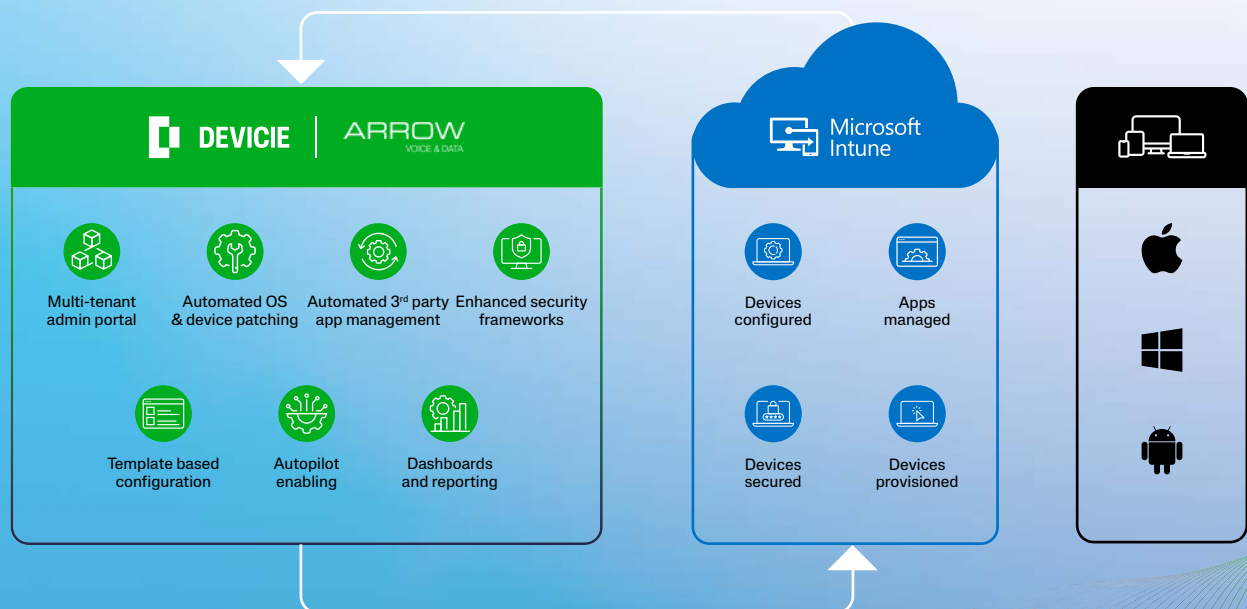 DEVICIE
ARROW
VOICE & DATA
Microsoft
Intune
Multi-tenant
admin portal
Automated OS
& device patching
Automated 3rd party
app management
Enhanced security
frameworks
Template based
configuration
Autopilot
enabling
Dashboards
and reporting
Devices
configured
Apps
managed
Devices
secured
Devices
provisioned